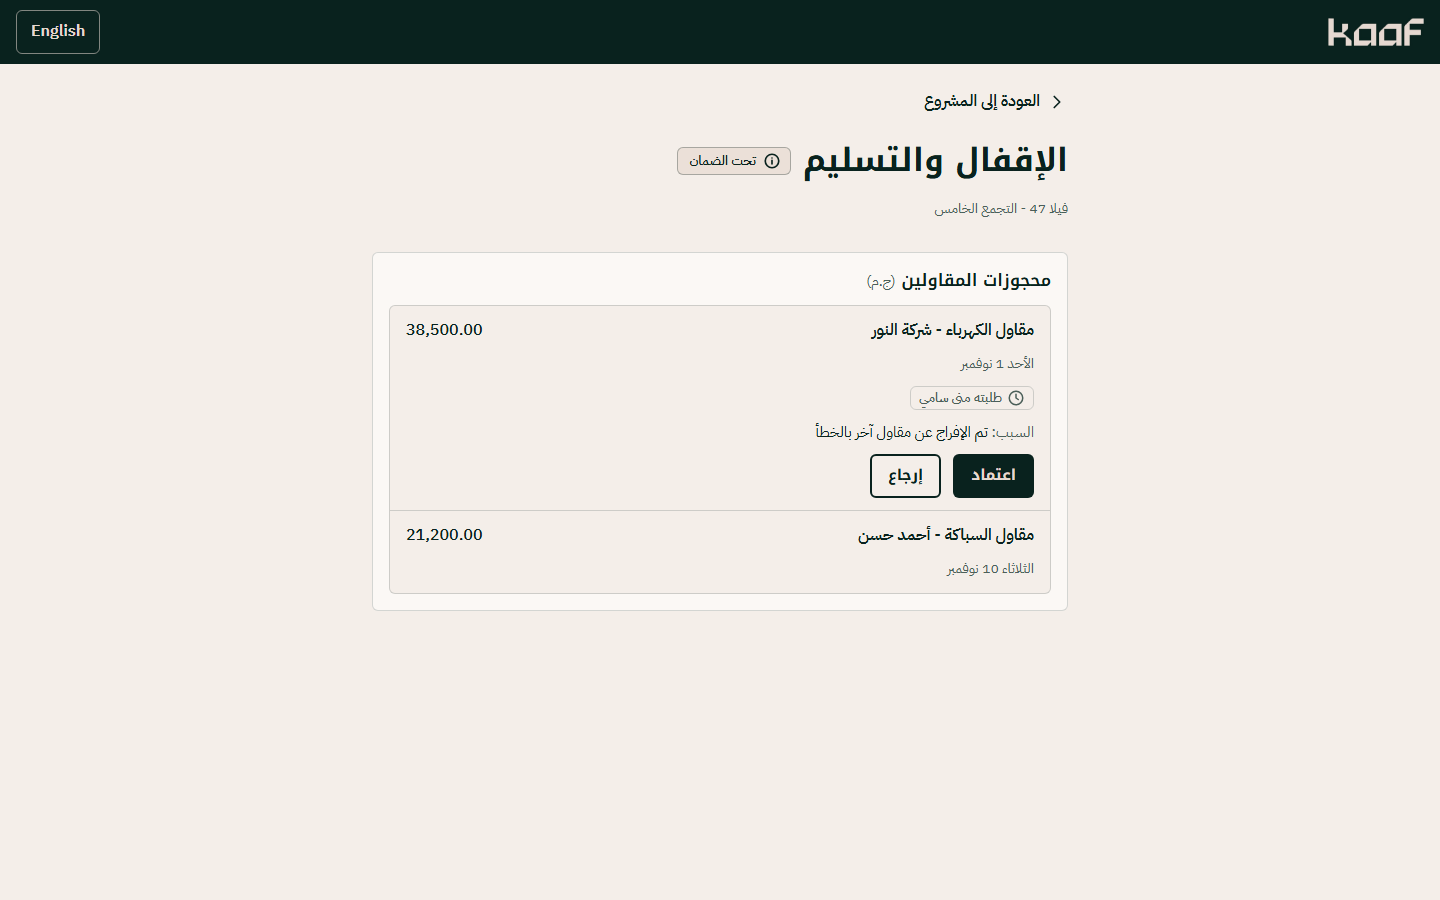 kaaf
English
العودة إلى المشروع
الإقفال والتسليم
تحت الضمان
فيلا 47 - التجمع الخامس
محجوزات المقاولين (ج.م)
مقاول الكهرباء - شركة النور
38,500.00
الأحد 1 نوفمبر
طلبته منى سامي
السبب: تم الإفراج عن مقاول آخر بالخطأ
اعتماد
إرجاع
مقاول السباكة - أحمد حسن
21,200.00
الثلاثاء 10 نوفمبر